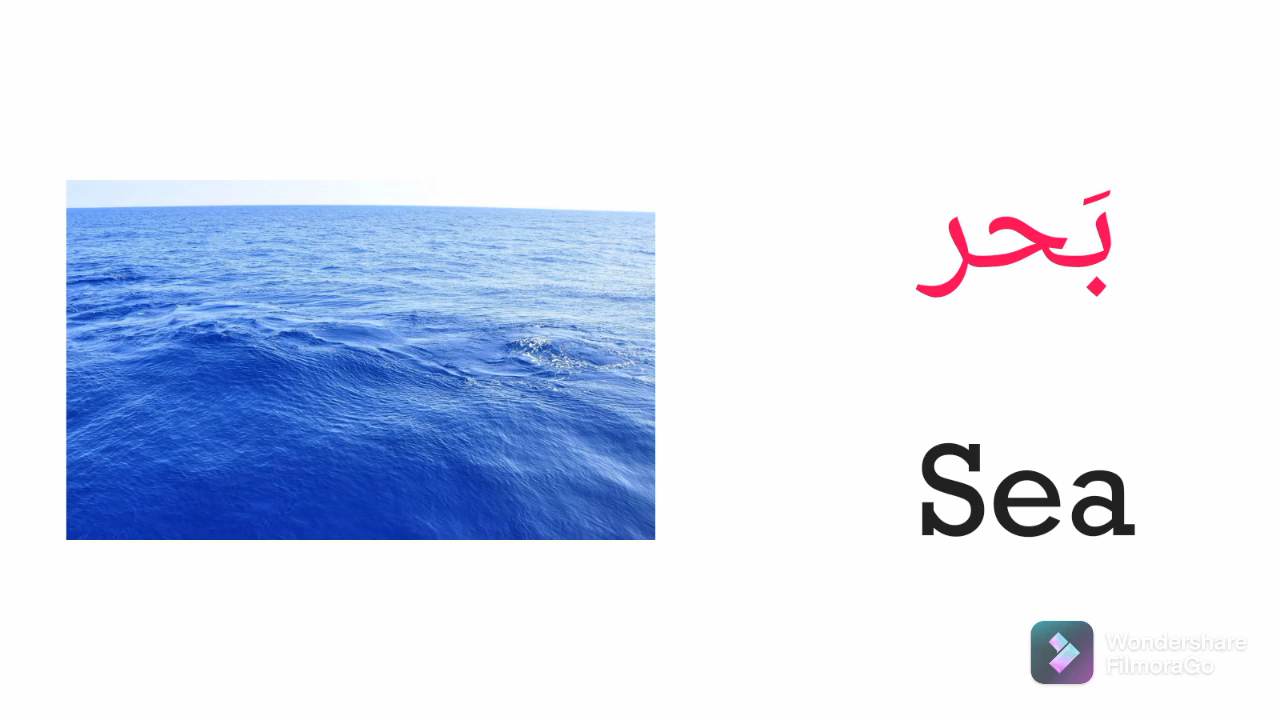 بَحر
Sea
Wondershare
FilmoraGo